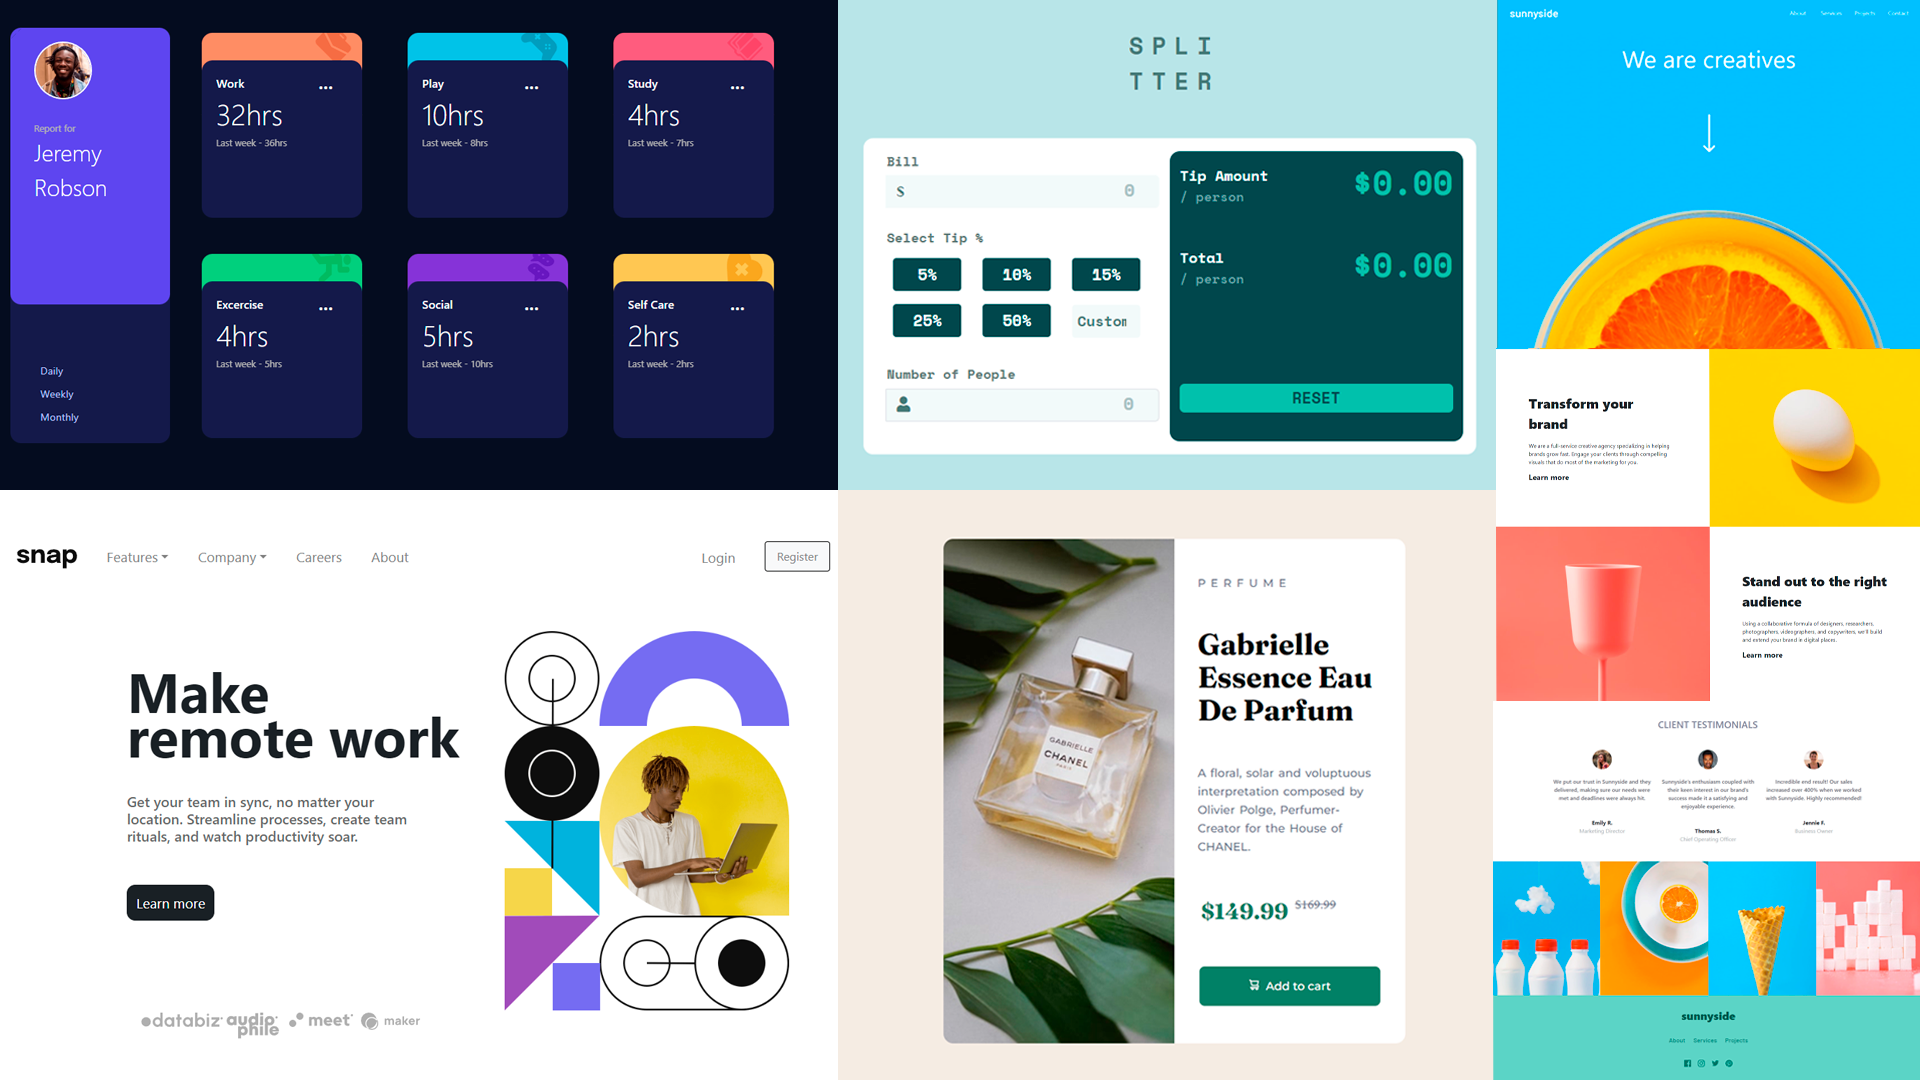 Report for
Jeremy
Robson
Daily
Weekly
Monthly
Work
32hrs
Last week - 36hrs
Play
10hrs
Last week - 8hrs
Study
4hrs
Last week - 7hrs
Excercise
4hrs
Last week - 5hrs
Social
5hrs
Last week - 10hrs
Self Care
2hrs
Last week - 2hrs
SPLI
TTER
Bill
$ 0
Select Tip %
5% 10% 15%
25% 50% Custom
Number of People
0
Tip Amount
/ person
$0.00
Total
/ person
$0.00
RESET
snap Features Company Careers About Login Register
Make
remote work
Get your team in sync, no matter your
location. Streamline processes, create team
rituals, and watch productivity soar.
Learn more
databiz audiophile meet maker
GABRIELLE
CHANEL
PARIS
PERFUME
Gabrielle
Essence Eau
De Parfum
A floral, solar and voluptuous
interpretation composed by
Olivier Polge, Perfumer-
Creator for the House of
CHANEL.
$149.99 $169.99
Add to cart
sunnyside About Services Projects Contact
We are creatives
Transform your
brand
We are a full-service creative agency specializing in helping
brands grow fast. Engage your clients through compelling
visuals that do most of the marketing for you.
Learn more
Stand out to the right
audience
Using a collaborative formula of designers, researchers,
photographers, videographers, and copywriters, we'll build
and extend your brand in digital places.
Learn more
CLIENT TESTIMONIALS
We put our trust in Sunnyside and they
delivered, making sure our needs were
met and deadlines were always hit.
Emily R.
Marketing Director
Sunnyside's enthusiasm coupled with
their keen interest in our brand's
success made it a satisfying and
enjoyable experience.
Thomas S.
Chief Operating Officer
Incredible end result! Our sales
increased over 400% when we worked
with Sunnyside. Highly recommended!
Jennie F.
Business Owner
sunnyside
About Services Projects